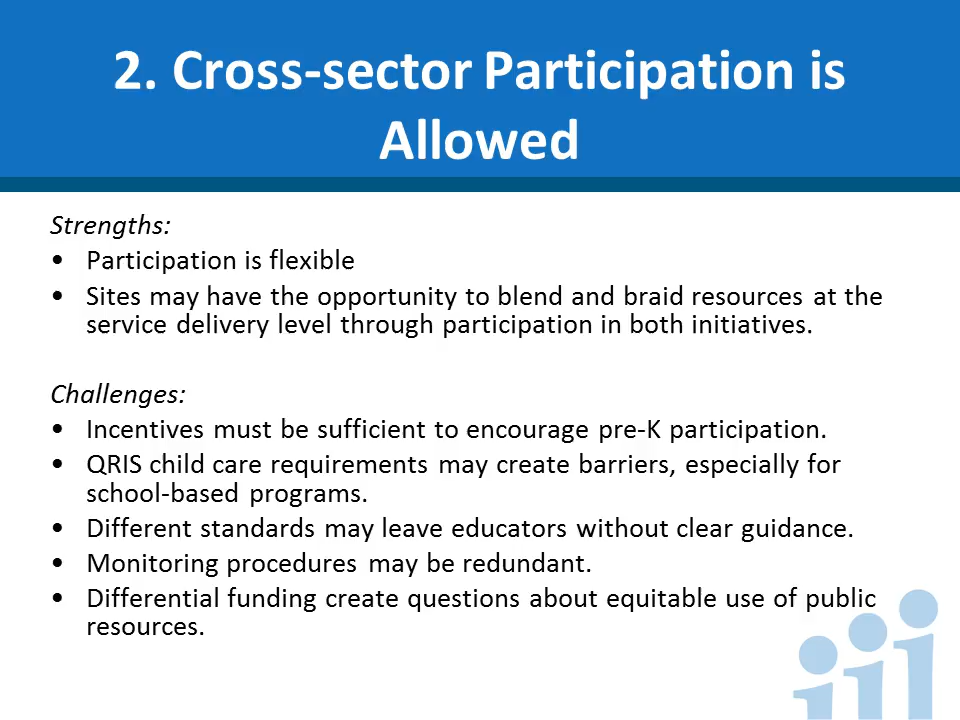 2. Cross-sector Participation is
Allowed
Strengths:
• Participation is flexible
• Sites may have the opportunity to blend and braid resources at the
service delivery level through participation in both initiatives.
Challenges:
• Incentives must be sufficient to encourage pre-K participation.
• QRIS child care requirements may create barriers, especially for
school-based programs.
• Different standards may leave educators without clear guidance.
• Monitoring procedures may be redundant.
• Differential funding create questions about equitable use of public
resources.